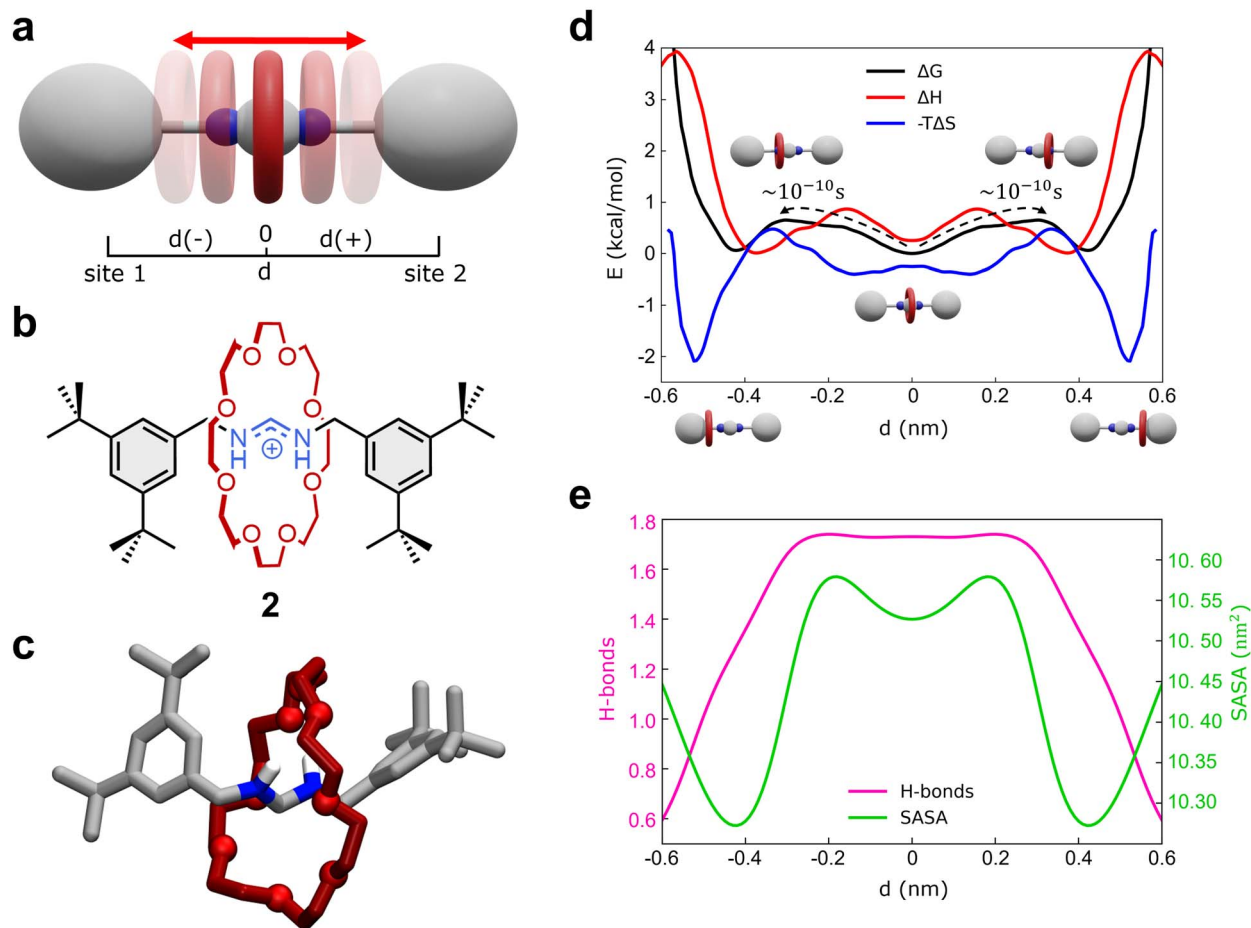 a
d(-)
0
d(+)
site 1
d
site 2
b
O O
O O
N
H
+
N
H
O O
O O
2
c
d
E (kcal/mol)
4
3
2
1
0
-1
-2
ΔG
ΔH
-TΔS
~10⁻¹⁰s
~10⁻¹⁰s
-0.6 -0.4 -0.2 0 0.2 0.4 0.6
d (nm)
e
H-bonds
1.8
1.6
1.4
1.2
1.0
0.8
0.6
H-bonds
SASA
10. 60
10. 55
10. 50
10. 45
10. 40
10. 35
10. 30
SASA (nm²)
-0.6 -0.4 -0.2 0 0.2 0.4 0.6
d (nm)